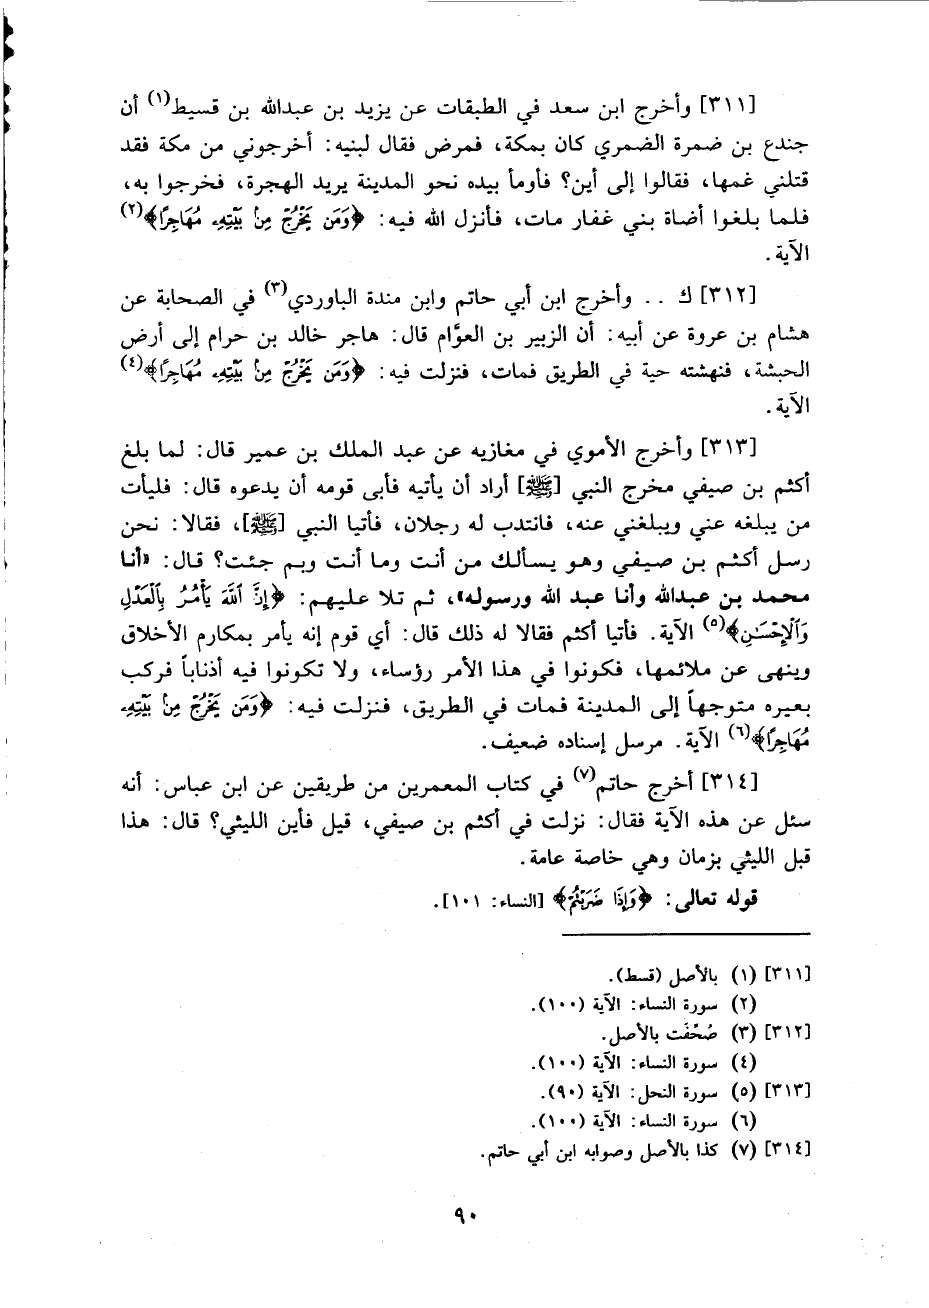 [٣١١] وأخرج ابن سعد في الطبقات عن يزيد بن عبدالله بن قسيط(١) أن
جندع بن ضمرة الضمري كان بمكة، فمرض فقال لبنيه: أخرجوني من مكة فقد
قتلني غمها، فقالوا إلى أين؟ فأومأ بيده نحو المدينة يريد الهجرة، فخرجوا به،
فلما بلغوا أضاة بني غفار مات، فأنزل الله فيه: ﴿وَمَن يَخْرُجْ مِنۢ بَيْتِهِۦ مُهَاجِرًا﴾(٢)
الآية.
[٣١٢] ك .. وأخرج ابن أبي حاتم وابن مندة الباوردي(٣) في الصحابة عن
هشام بن عروة عن أبيه: أن الزبير بن العوَّام قال: هاجر خالد بن حرام إلى أرض
الحبشة، فنهشته حية في الطريق فمات، فنزلت فيه: ﴿وَمَن يَخْرُجْ مِنۢ بَيْتِهِۦ مُهَاجِرًا﴾(٤)
الآية.
[٣١٣] وأخرج الأموي في مغازيه عن عبد الملك بن عمير قال: لما بلغ
أكثم بن صيفي مخرج النبي [ﷺ] أراد أن يأتيه فأبى قومه أن يدعوه قال: فليأت
من يبلغه عني ويبلغني عنه، فانتدب له رجلان، فأتيا النبي [ﷺ]، فقالا: نحن
رسل أكثم بن صيفي وهو يسألك من أنت وما أنت وبم جئت؟ قال: «أنا
محمد بن عبدالله وأنا عبد الله ورسوله»، ثم تلا عليهم: ﴿إِنَّ ٱللَّهَ يَأْمُرُ بِٱلْعَدْلِ
وَٱلْإِحْسَٰنِ﴾(٥) الآية. فأتيا أكثم فقالا له ذلك قال: أي قوم إنه يأمر بمكارم الأخلاق
وينهى عن ملائمها، فكونوا في هذا الأمر رؤساء، ولا تكونوا فيه أذناباً فركب
بعيره متوجهاً إلى المدينة فمات في الطريق، فنزلت فيه: ﴿وَمَن يَخْرُجْ مِنۢ بَيْتِهِۦ
مُهَاجِرًا﴾(٦) الآية. مرسل إسناده ضعيف.
[٣١٤] أخرج حاتم(٧) في كتاب المعمرين من طريقين عن ابن عباس: أنه
سئل عن هذه الآية فقال: نزلت في أكثم بن صيفي، قيل فأين الليثي؟ قال: هذا
قبل الليثي بزمان وهي خاصة عامة.
قوله تعالى: ﴿وَإِذَا ضَرَبْتُمْ﴾ [النساء: ١٠١].
[٣١١] (١) بالأصل (قسط).
(٢) سورة النساء: الآية (١٠٠).
[٣١٢] (٣) صُحِّفَت بالأصل.
(٤) سورة النساء: الآية (١٠٠).
[٣١٣] (٥) سورة النحل: الآية (٩٠).
(٦) سورة النساء: الآية (١٠٠).
[٣١٤] (٧) كذا بالأصل وصوابه ابن أبي حاتم.
٩٠